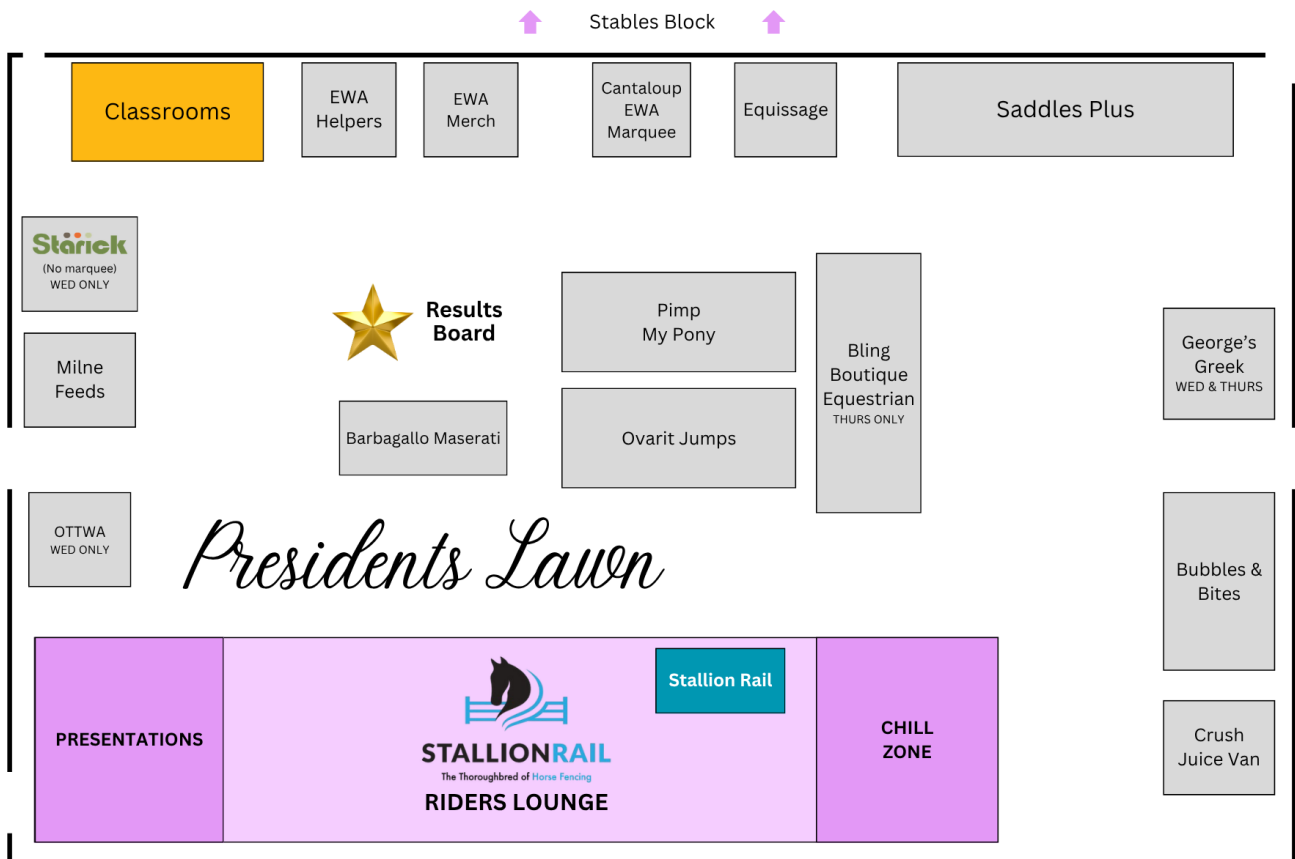 Stables Block
Classrooms
EWA
Helpers
EWA
Merch
Cantaloup
EWA
Marquee
Equissage
Saddles Plus
Starick
(No marquee)
WED ONLY
Milne
Feeds
Results
Board
Barbagallo Maserati
Pimp
My Pony
Ovarit Jumps
Bling
Boutique
Equestrian
THURS ONLY
George’s
Greek
WED & THURS
OTTWA
WED ONLY
Presidents Lawn
Bubbles &
Bites
Crush
Juice Van
PRESENTATIONS
Stallion Rail
STALLIONRAIL
The Thoroughbred of Horse Fencing
RIDERS LOUNGE
CHILL
ZONE